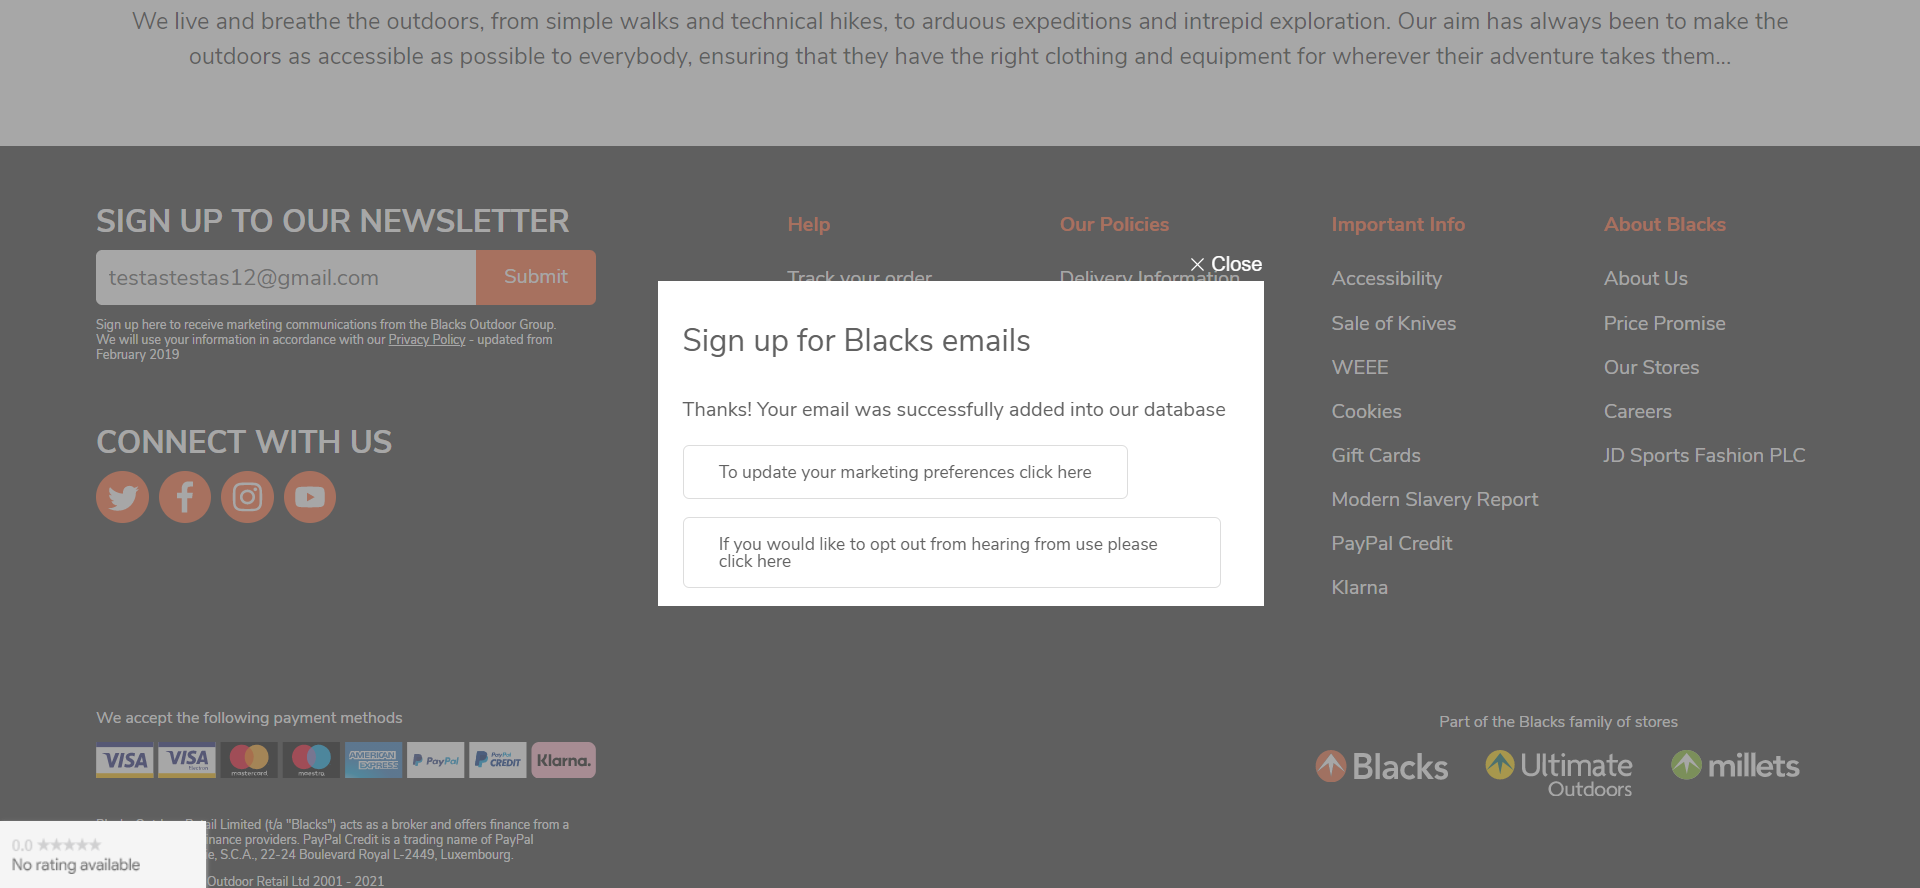 We live and breathe the outdoors, from simple walks and technical hikes, to arduous expeditions and intrepid exploration. Our aim has always been to make the
outdoors as accessible as possible to everybody, ensuring that they have the right clothing and equipment for wherever their adventure takes them...
SIGN UP TO OUR NEWSLETTER
testastestas12@gmail.com
Submit
Sign up here to receive marketing communications from the Blacks Outdoor Group.
We will use your information in accordance with our Privacy Policy - updated from
February 2019
CONNECT WITH US
Help
Track your order
Our Policies
Delivery Information
Close
Sign up for Blacks emails
Thanks! Your email was successfully added into our database
To update your marketing preferences click here
If you would like to opt out from hearing from use please
click here
Important Info
Accessibility
Sale of Knives
WEEE
Cookies
Gift Cards
Modern Slavery Report
PayPal Credit
Klarna
About Blacks
About Us
Price Promise
Our Stores
Careers
JD Sports Fashion PLC
We accept the following payment methods
VISA
VISA
Electron
mastercard
maestro
AMERICAN
EXPRESS
PayPal
PayPal
CREDIT
Klarna.
Part of the Blacks family of stores
Blacks
Ultimate
Outdoors
millets
Limited (t/a "Blacks") acts as a broker and offers finance from a
providers. PayPal Credit is a trading name of PayPal
S.C.A., 22-24 Boulevard Royal L-2449, Luxembourg.
Outdoor Retail Ltd 2001 - 2021
0.0
No rating available